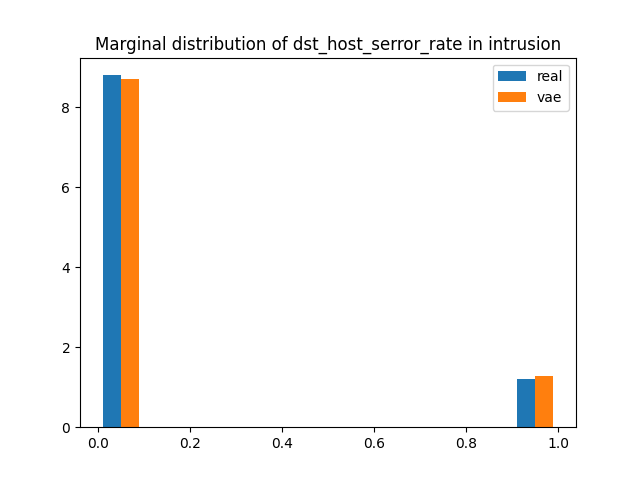 Marginal distribution of dst_host_serror_rate in intrusion
real
vae
8
6
4
2
0
0.0 0.2 0.4 0.6 0.8 1.0